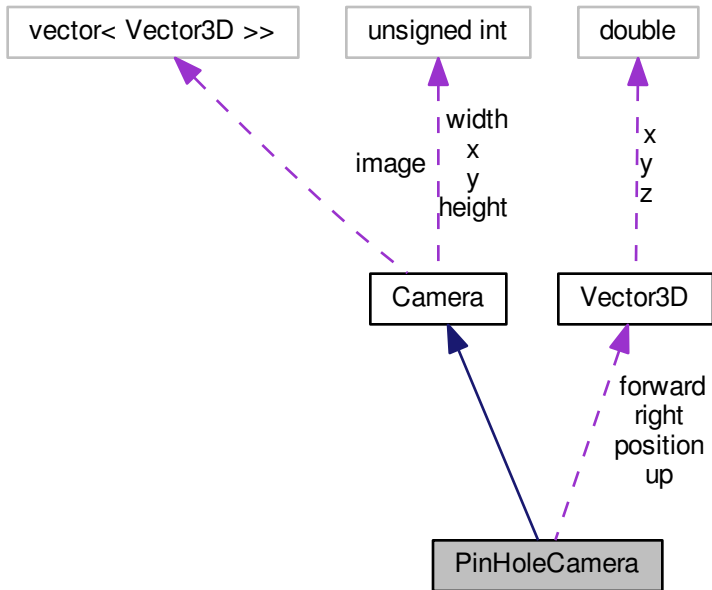 vector< Vector3D >>
unsigned int
double
image
width
x
y
height
x
y
z
Camera
Vector3D
forward
right
position
up
PinHoleCamera